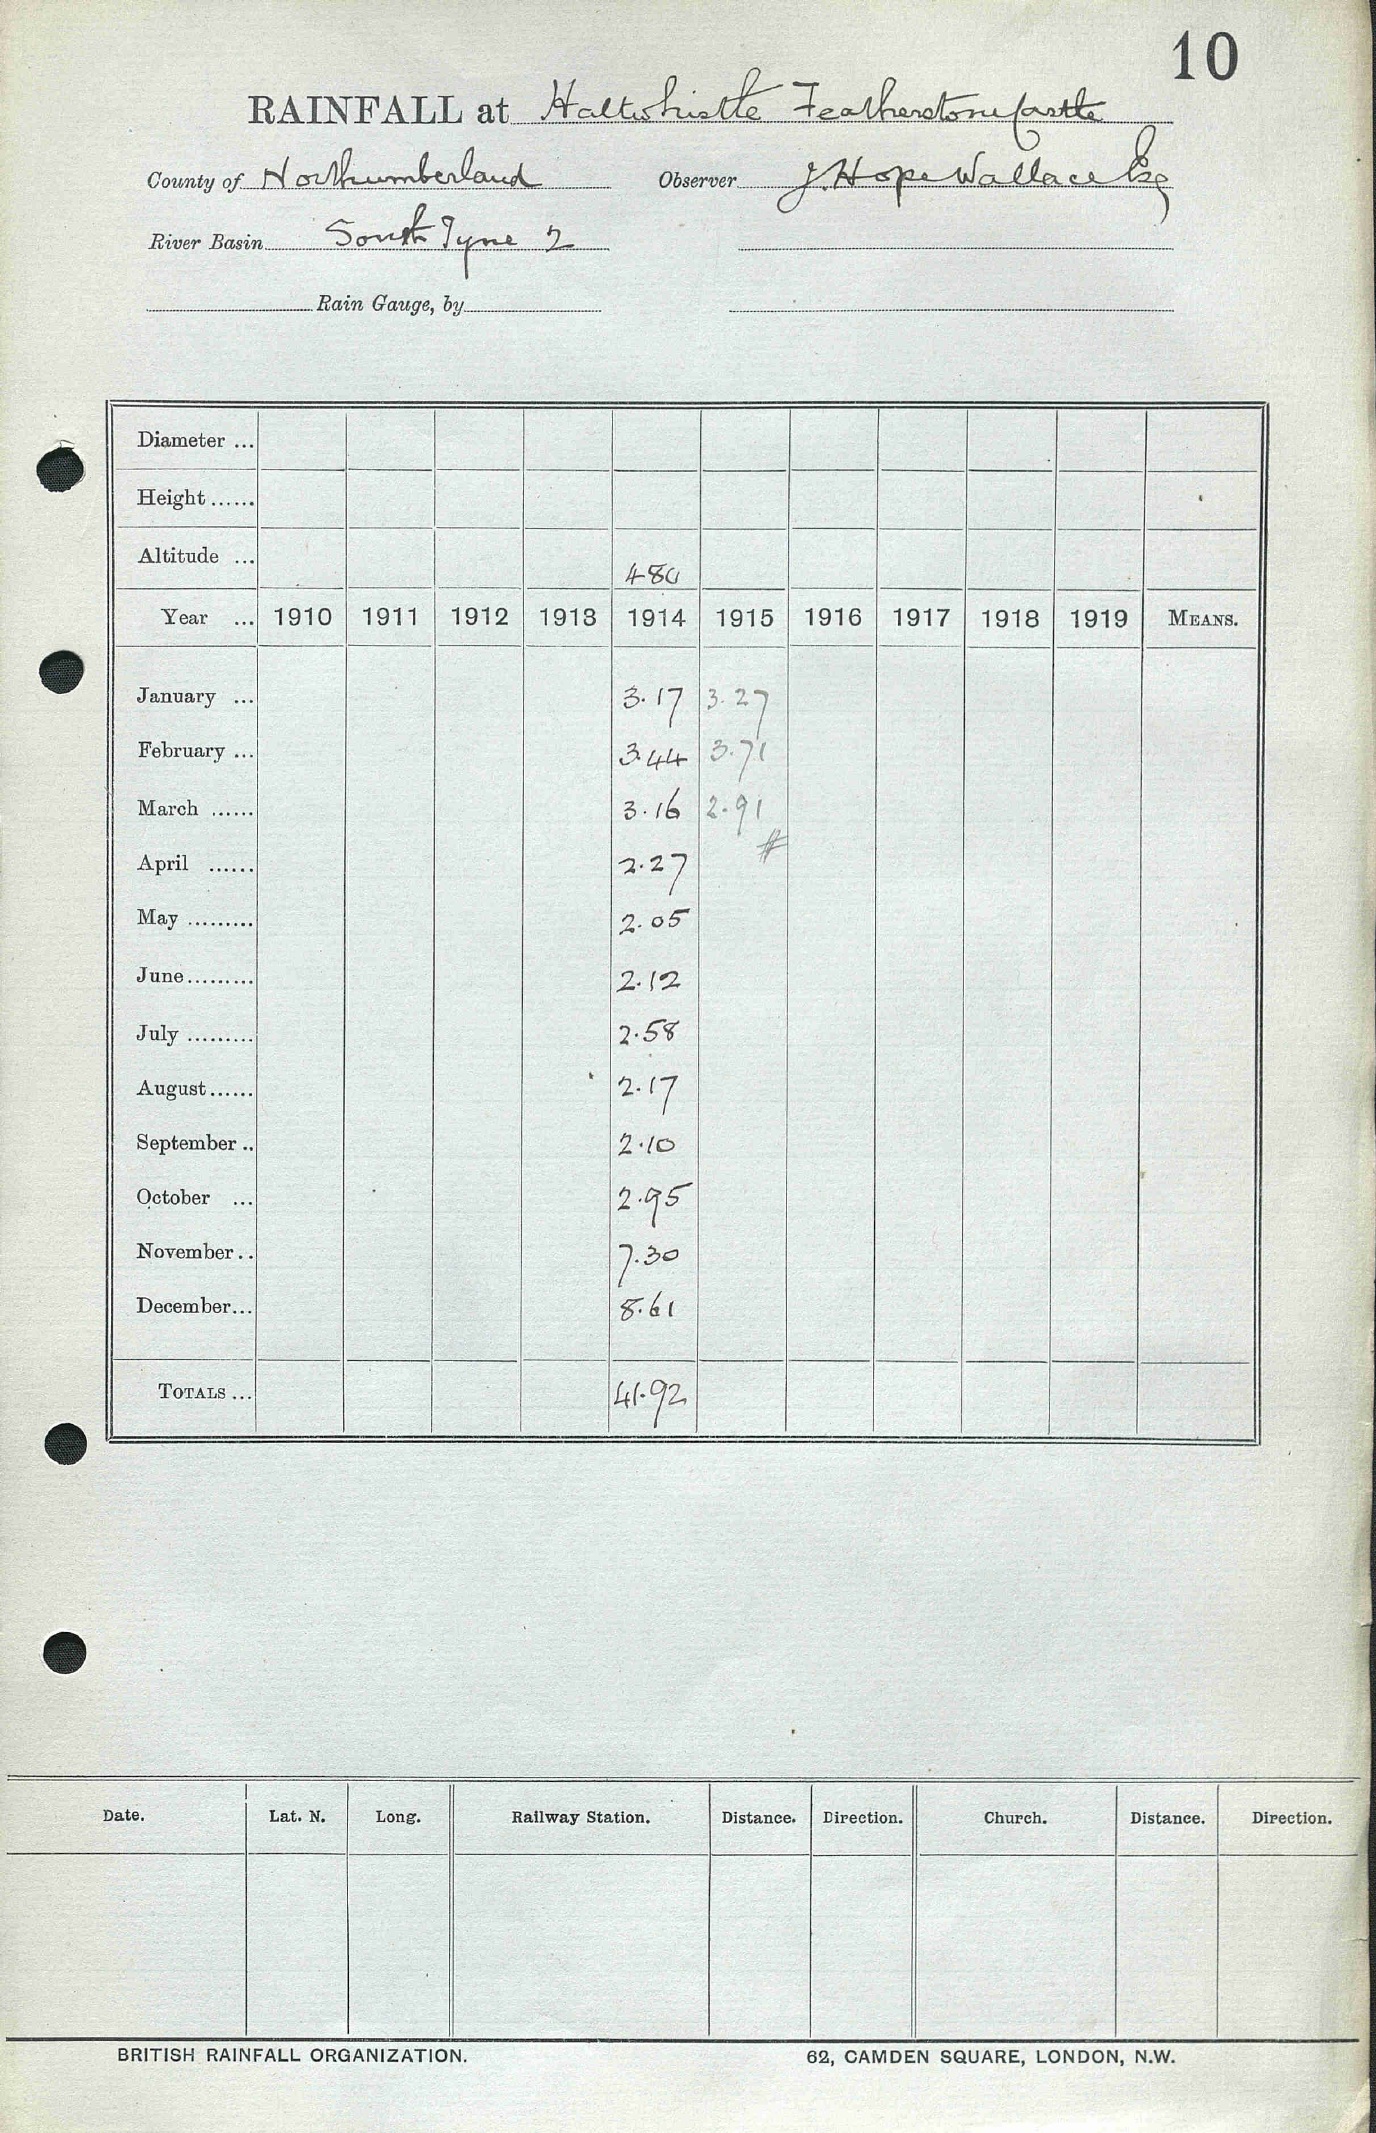 10
RAINFALL at Haltwhistle Featherstone Castle
County of Northumberland Observer J. Hope Wallace Esq
River Basin South Tyne 2
Rain Gauge, by
Diameter ...
Height ......
Altitude ... 480
Year ... 1910 1911 1912 1913 1914 1915 1916 1917 1918 1919 MEANS.
January ... 3.17 3.27
February ... 3.44 3.71
March ...... 3.16 2.91
#
April ...... 2.27
May ......... 2.05
June ......... 2.12
July ......... 2.58
August ...... 2.17
September .. 2.10
October ... 2.95
November .. 7.30
December ... 8.61
TOTALS ... 41.92
Date. Lat. N. Long. Railway Station. Distance. Direction. Church. Distance. Direction.
BRITISH RAINFALL ORGANIZATION. 62, CAMDEN SQUARE, LONDON, N.W.